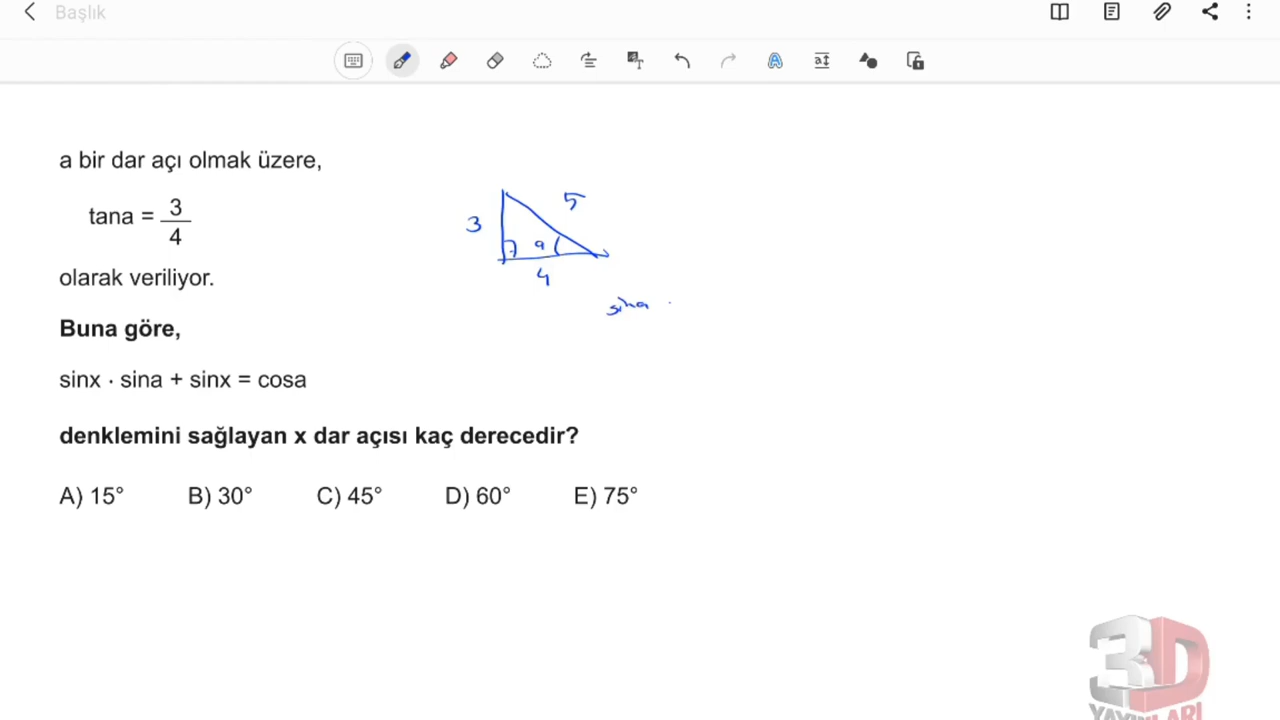 Başlık
a bir dar açı olmak üzere,
tana = 3/4
olarak veriliyor.
3
5
a
4
sina
Buna göre,
sinx · sina + sinx = cosa
denklemini sağlayan x dar açısı kaç derecedir?
A) 15° B) 30° C) 45° D) 60° E) 75°
3D
YAYINLARI